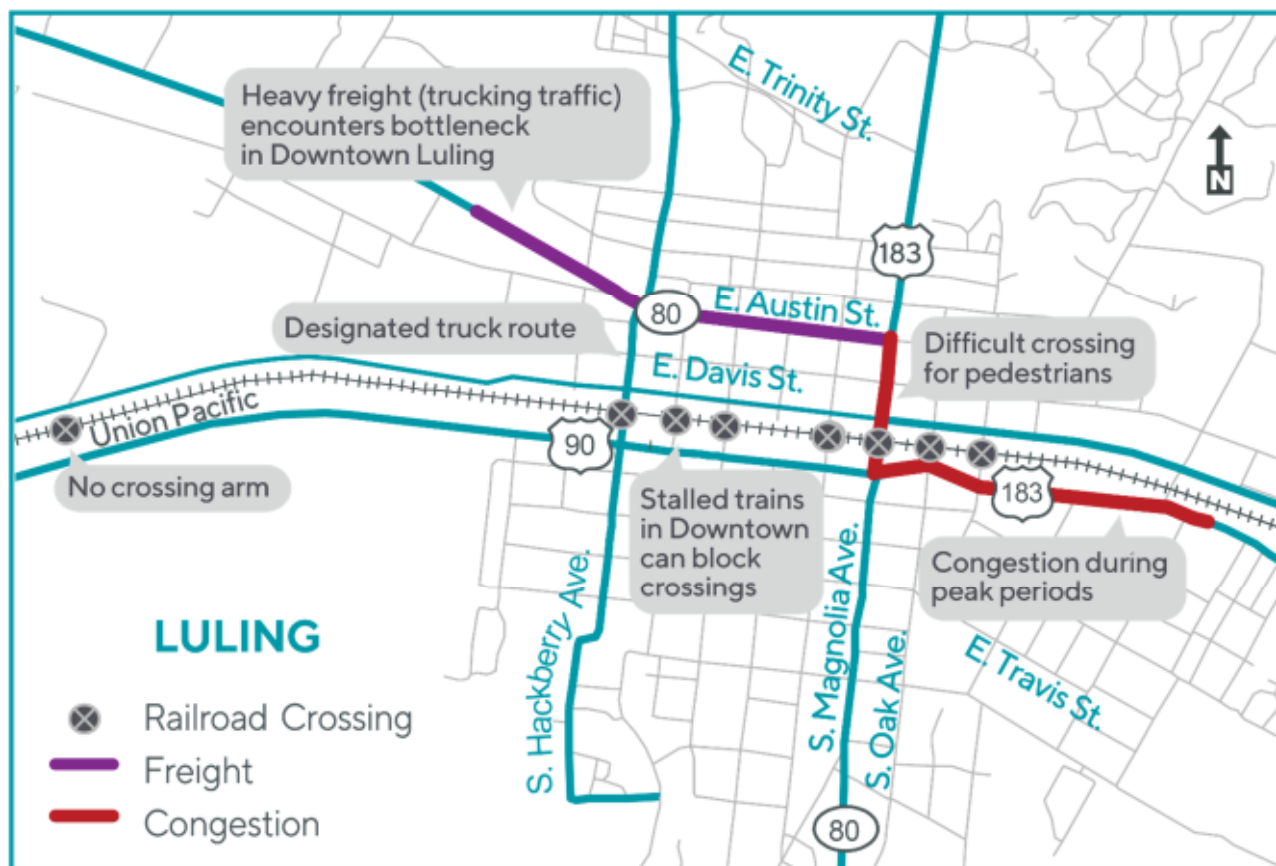 Heavy freight (trucking traffic)
encounters bottleneck
in Downtown Luling
E. Trinity St.
N
183
80
E. Austin St.
Designated truck route
E. Davis St.
Difficult crossing
for pedestrians
Union Pacific
90
No crossing arm
Stalled trains
in Downtown
can block
crossings
183
Congestion during
peak periods
S. Hackberry Ave.
S. Magnolia Ave.
S. Oak Ave.
E. Travis St.
80
LULING
Railroad Crossing
Freight
Congestion